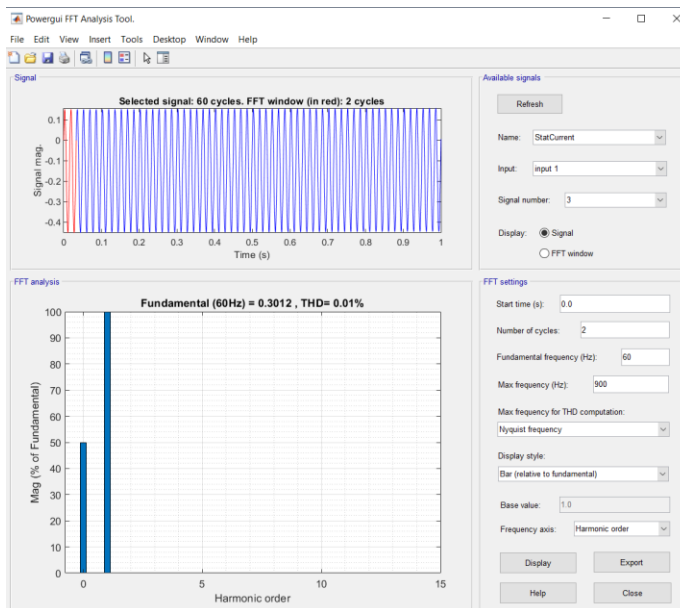 Powergui FFT Analysis Tool.
File Edit View Insert Tools Desktop Window Help
Signal
Selected signal: 60 cycles. FFT window (in red): 2 cycles
Signal mag.
0.1
0
-0.1
-0.2
-0.3
-0.4
0 0.1 0.2 0.3 0.4 0.5 0.6 0.7 0.8 0.9 1
Time (s)
FFT analysis
Fundamental (60Hz) = 0.3012 , THD= 0.01%
Mag (% of Fundamental)
100
90
80
70
60
50
40
30
20
10
0
0 5 10 15
Harmonic order
Available signals
Refresh
Name: StatCurrent
Input: input 1
Signal number: 3
Display: Signal
FFT window
FFT settings
Start time (s): 0.0
Number of cycles: 2
Fundamental frequency (Hz): 60
Max frequency (Hz): 900
Max frequency for THD computation:
Nyquist frequency
Display style:
Bar (relative to fundamental)
Base value: 1.0
Frequency axis: Harmonic order
Display Export
Help Close